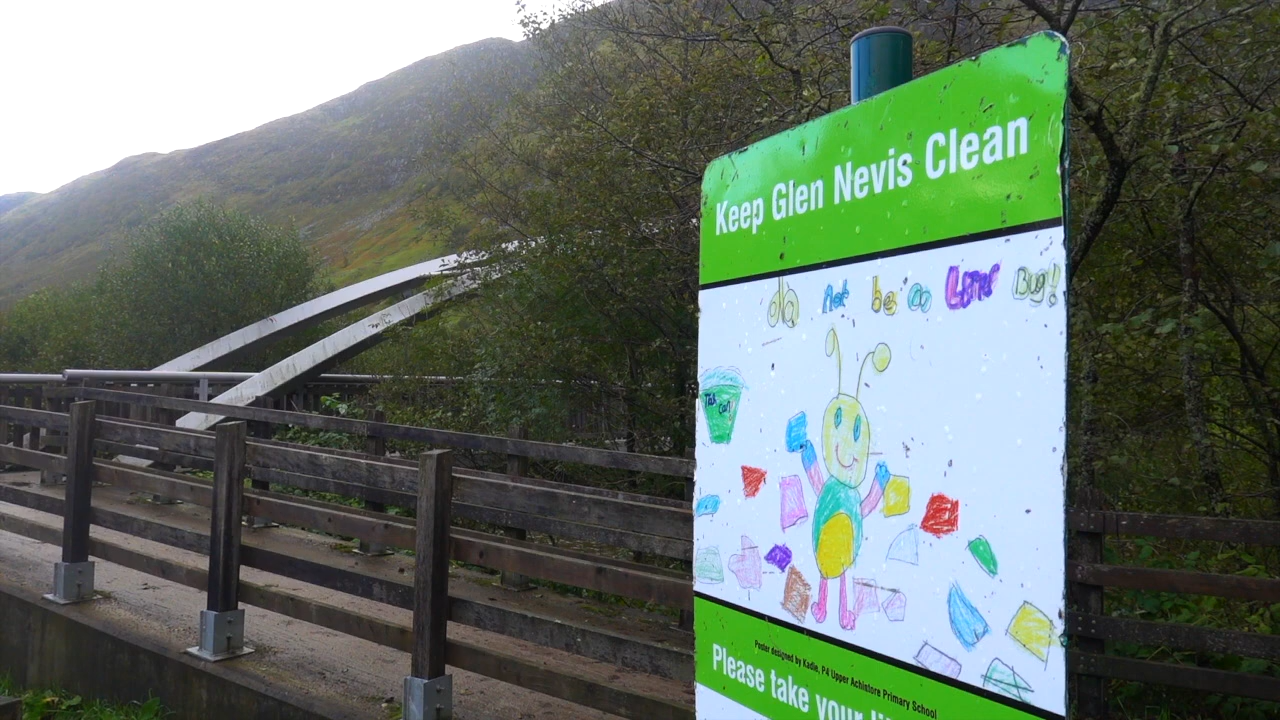 Keep Glen Nevis Clean
do Not be a Litter Bug!
Poster designed by Kadie, P4 Upper Achintore Primary School
Please take your